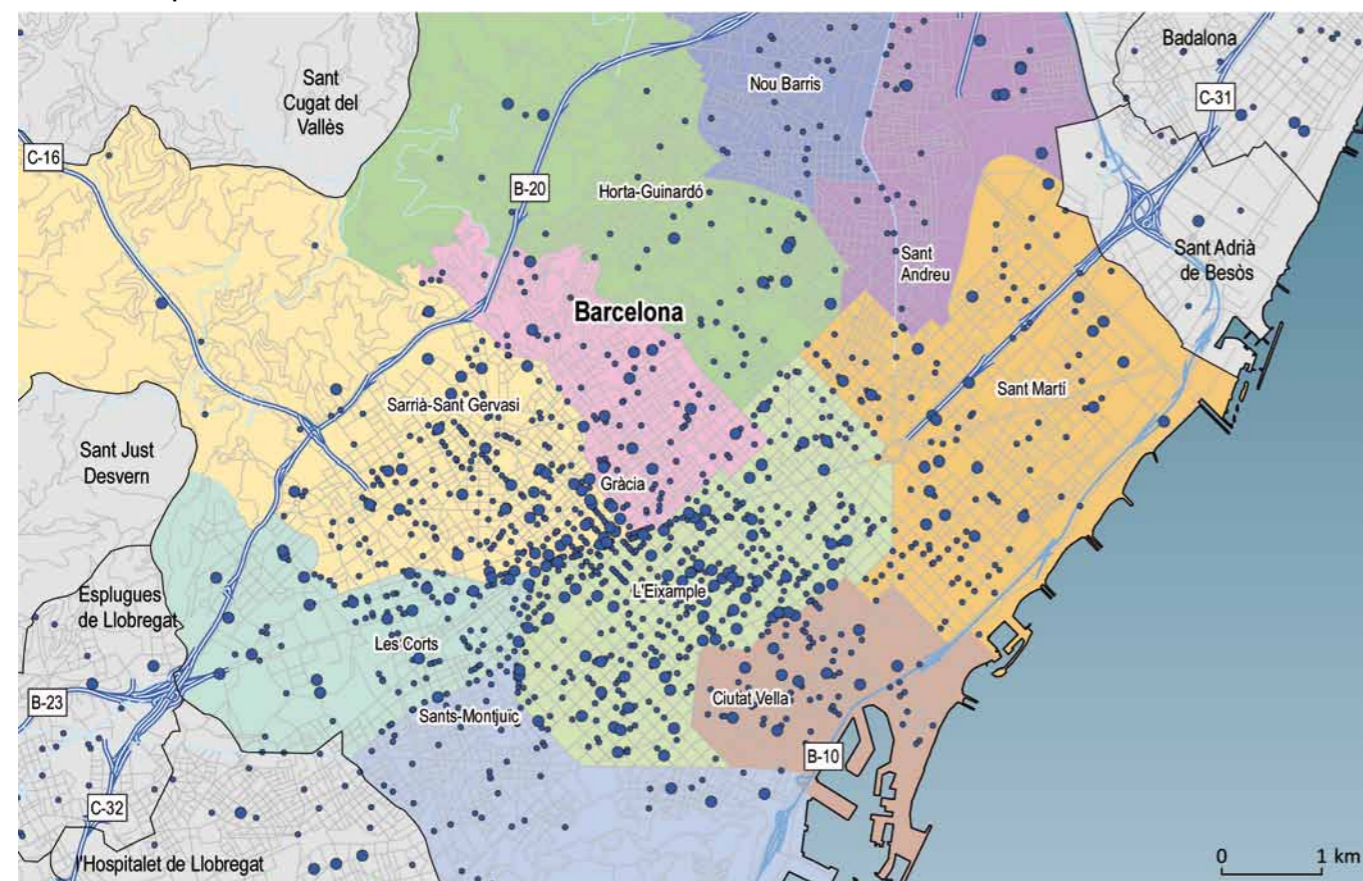 Badalona
Nou Barris
Sant
Cugat del
Vallès
C-31
C-16
B-20
Horta-Guinardó
Sant
Andreu
Sant Adrià
de Besòs
Barcelona
Sant Martí
Sarrià-Sant Gervasi
Sant Just
Desvern
Gràcia
L'Eixample
Esplugues
de Llobregat
Les Corts
B-23
Ciutat Vella
Sants-Montjuïc
B-10
C-32
l'Hospitalet de Llobregat
0 1 km